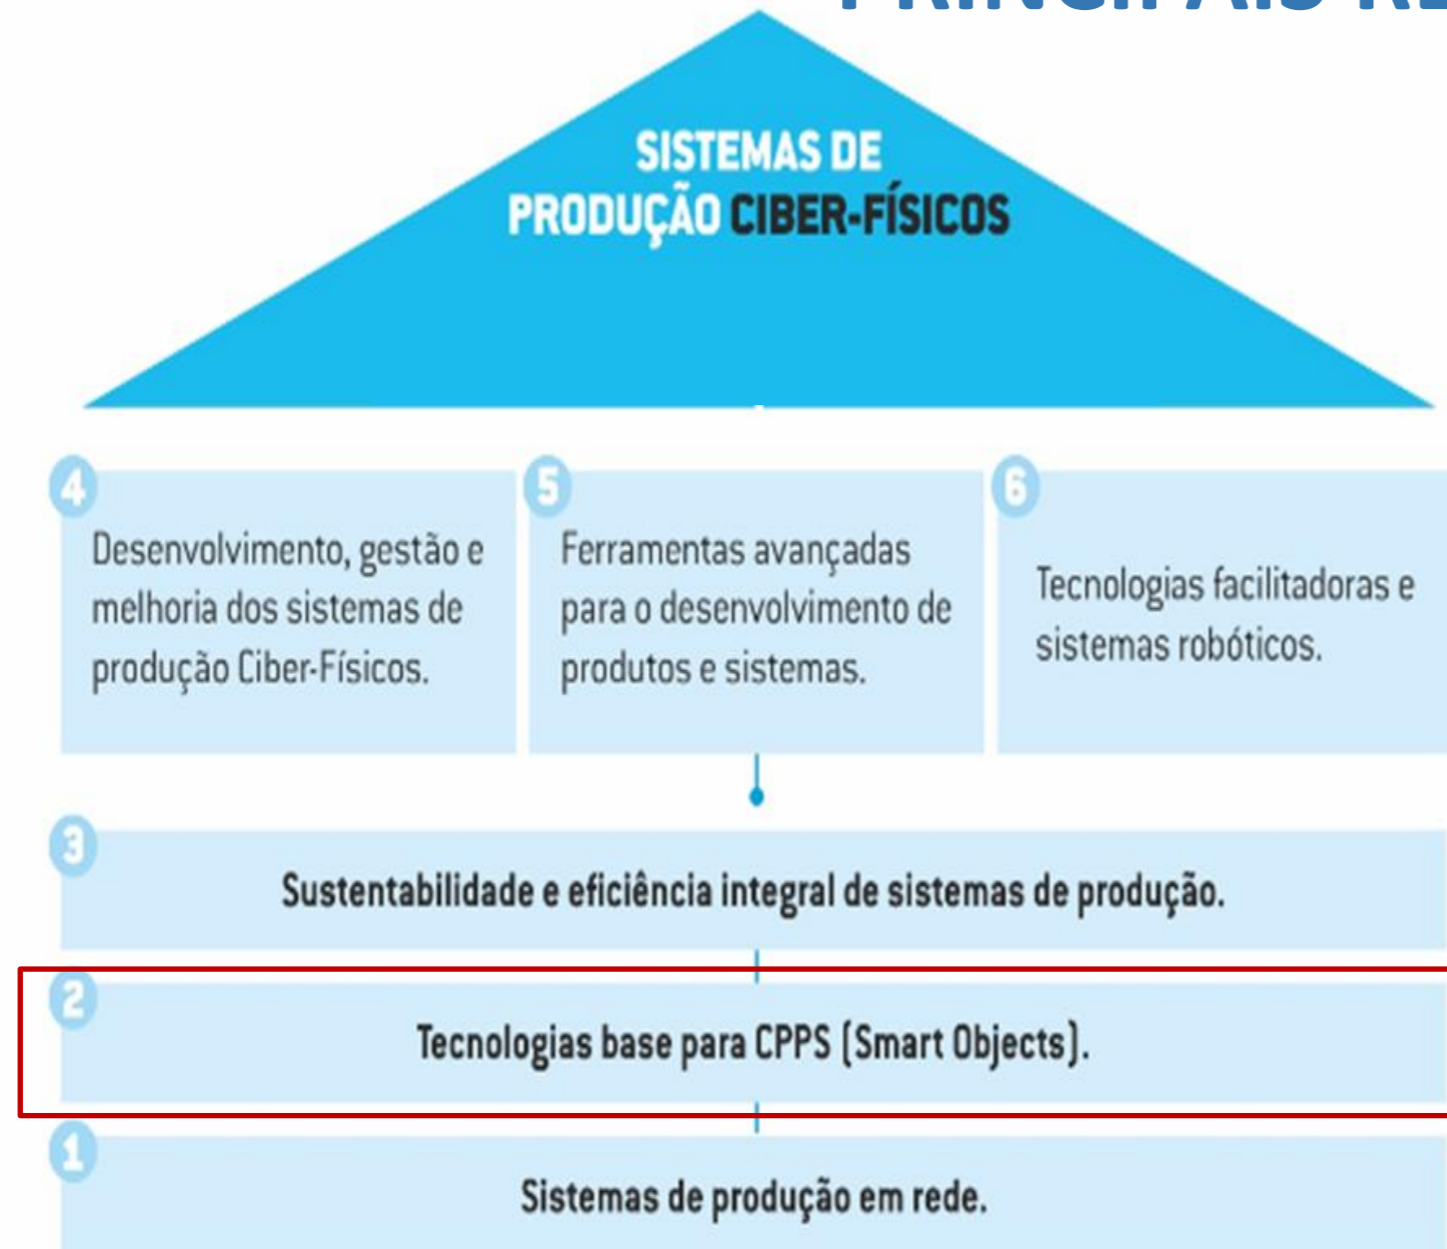 SISTEMAS DE
PRODUÇÃO CIBER-FÍSICOS
4
Desenvolvimento, gestão e
melhoria dos sistemas de
produção Ciber-Físicos.
5
Ferramentas avançadas
para o desenvolvimento de
produtos e sistemas.
6
Tecnologias facilitadoras e
sistemas robóticos.
3
Sustentabilidade e eficiência integral de sistemas de produção.
2
Tecnologias base para CPPS (Smart Objects).
1
Sistemas de produção em rede.